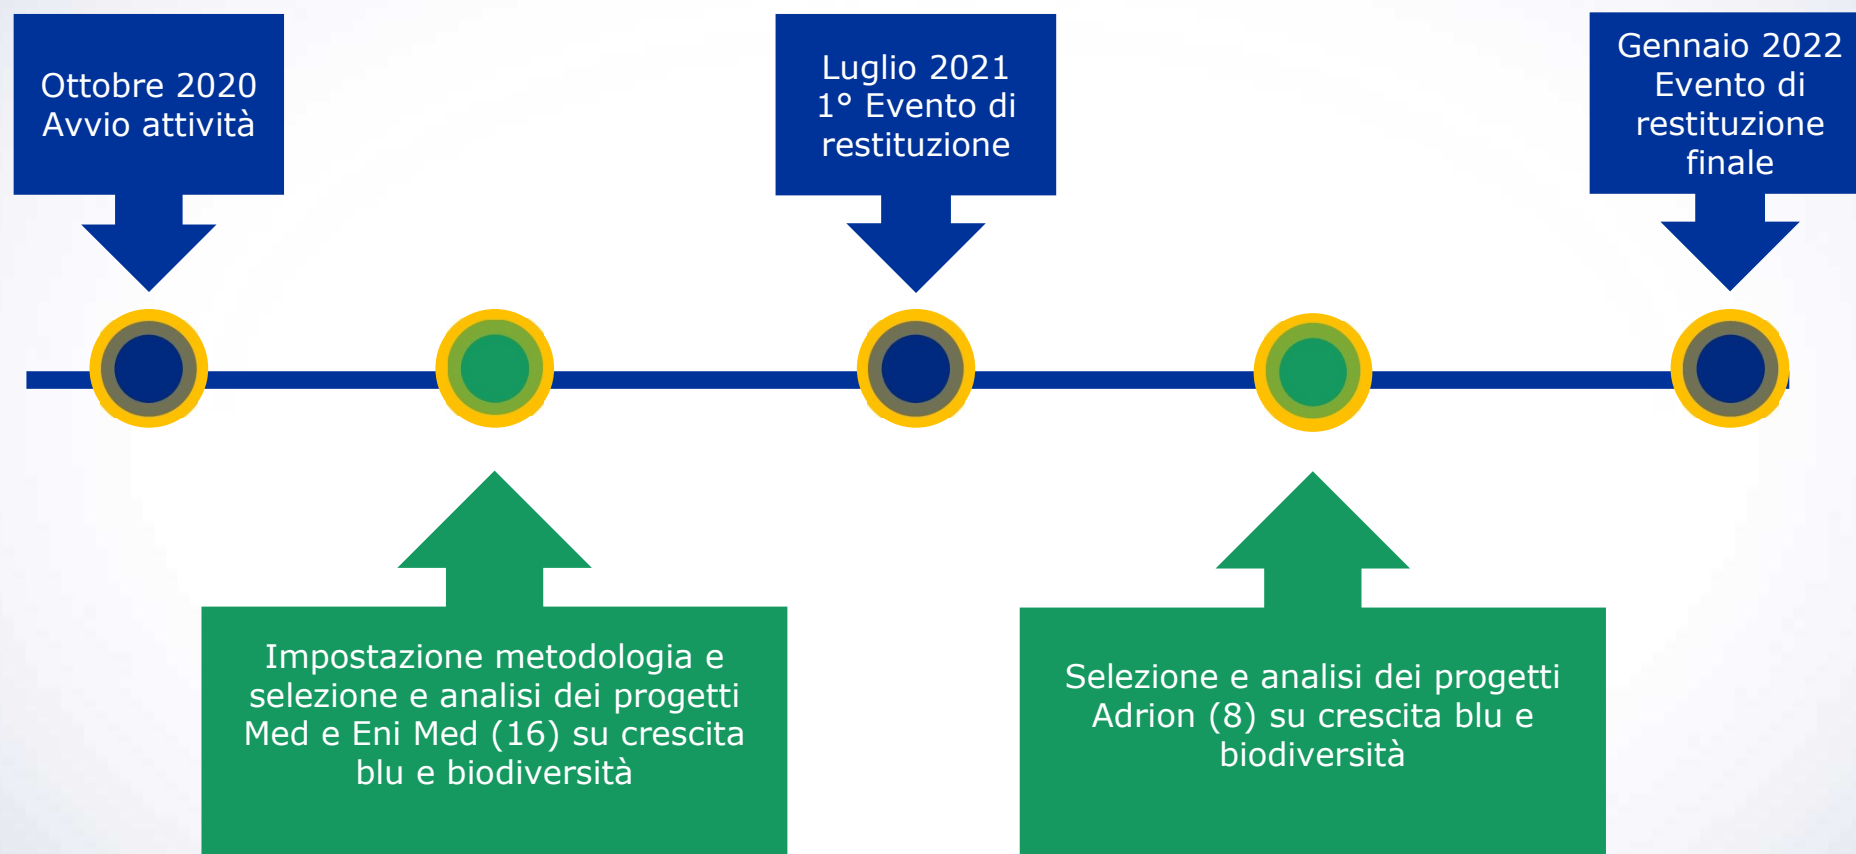 Ottobre 2020
Avvio attività
Luglio 2021
1° Evento di
restituzione
Gennaio 2022
Evento di
restituzione
finale
Impostazione metodologia e
selezione e analisi dei progetti
Med e Eni Med (16) su crescita
blu e biodiversità
Selezione e analisi dei progetti
Adrion (8) su crescita blu e
biodiversità